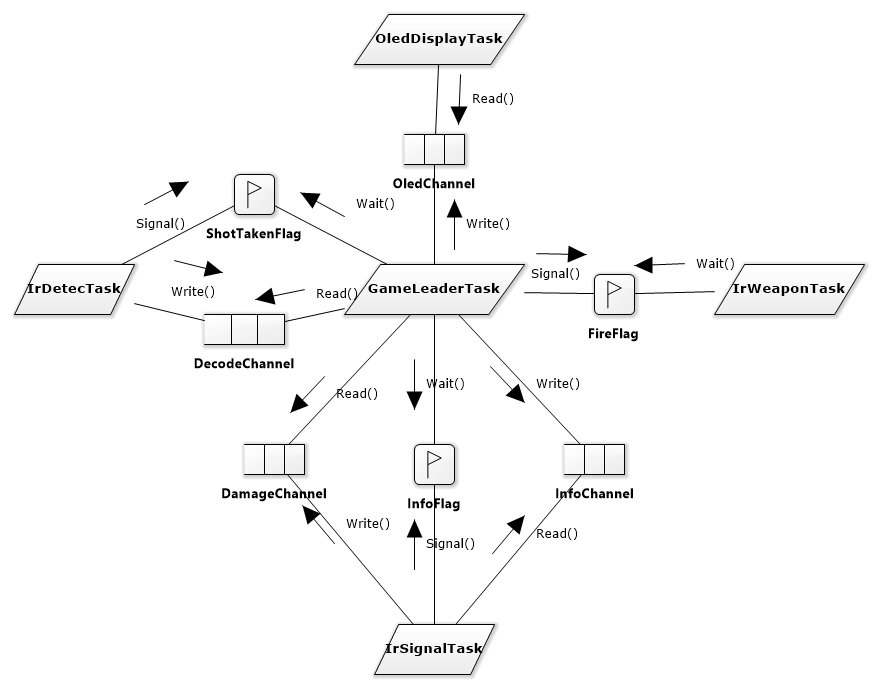 OledDisplayTask
Read()
OledChannel
Write()
Signal()
ShotTakenFlag
Wait()
IrDetecTask
Write()
Read()
DecodeChannel
GameLeaderTask
Signal()
Wait()
FireFlag
IrWeaponTask
Read()
Wait()
Write()
DamageChannel
InfoFlag
InfoChannel
Write()
Signal()
Read()
IrSignalTask